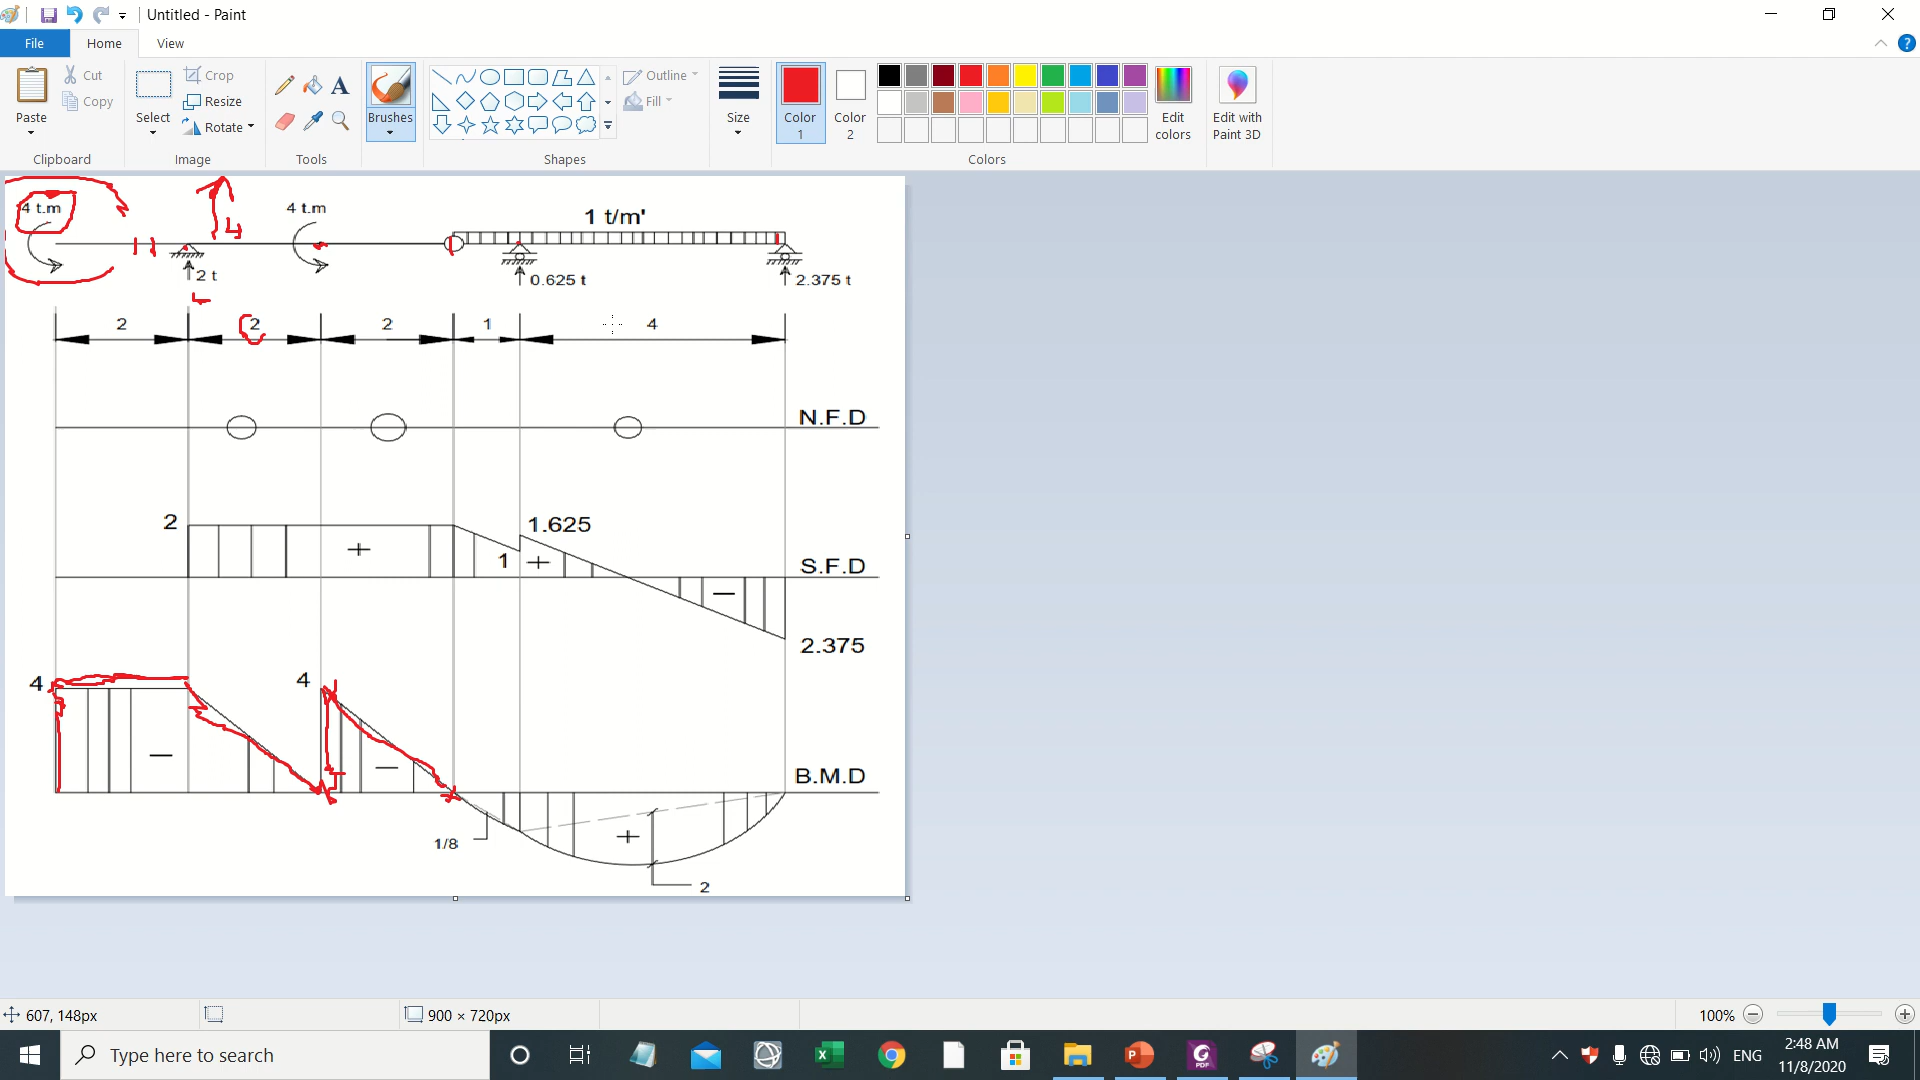 Untitled - Paint
File Home View
Paste
Cut
Copy
Clipboard
Select
Crop
Resize
Rotate
Image
A
Tools
Brushes
Outline
Fill
Shapes
Size
Color 1
Color 2
Edit colors
Edit with Paint 3D
Colors
4 t.m
4
4 t.m
1 t/m'
2 t
0.625 t
2.375 t
2 2 2 1 4
N.F.D
2
+
1
1.625
+
S.F.D
−
2.375
4
−
4
−
B.M.D
1/8
+
2
607, 148px
900 × 720px
100%
Type here to search
ENG
2:48 AM
11/8/2020